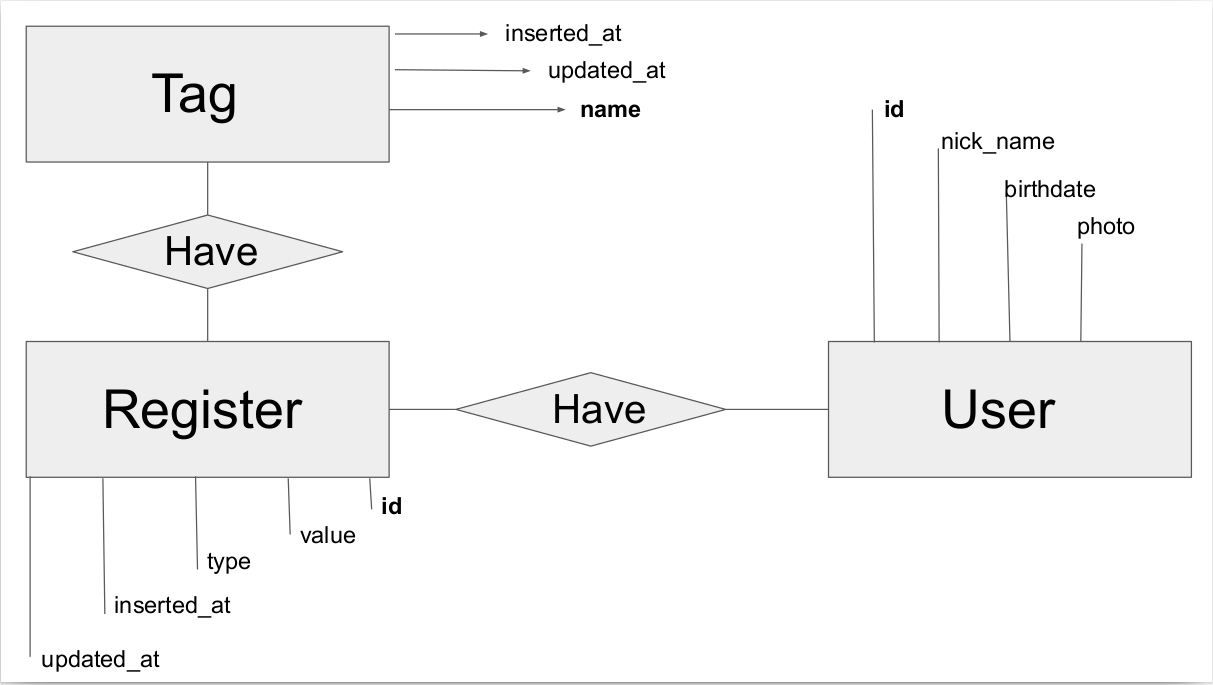 Tag
inserted_at
updated_at
name
id
nick_name
birthdate
photo
Have
Register
Have
User
id
value
type
inserted_at
updated_at